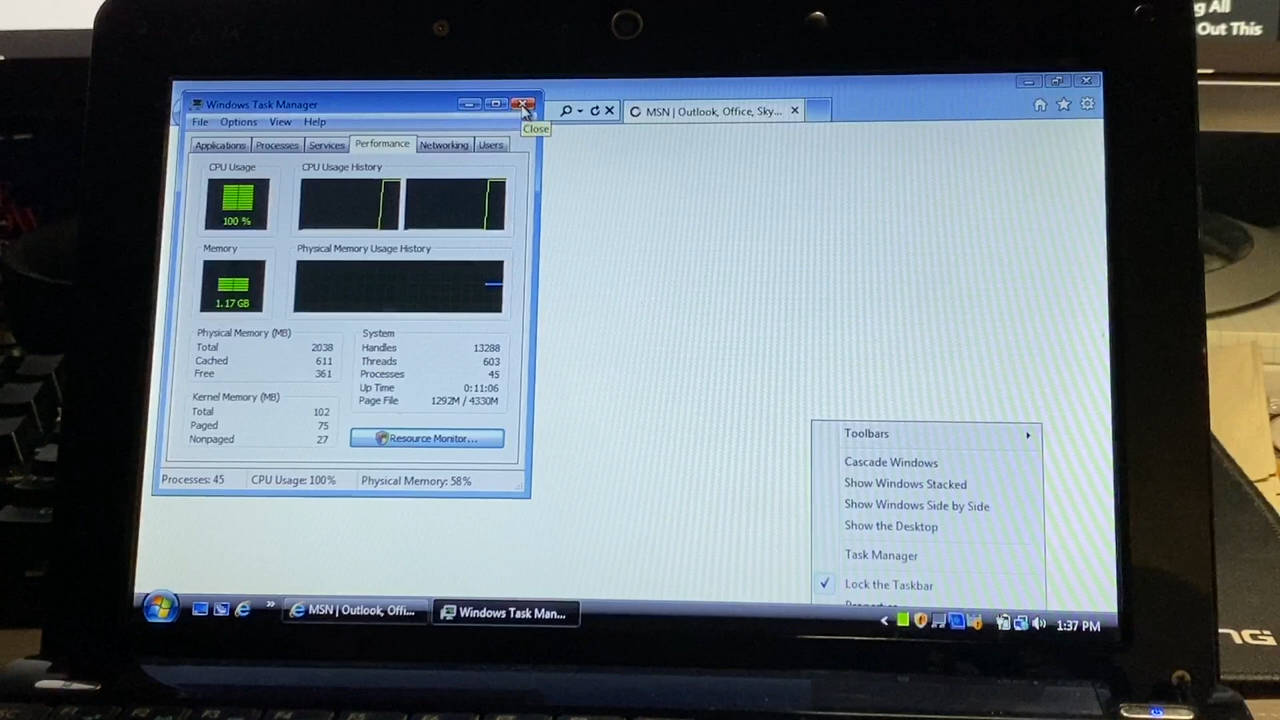 g All
Out This
Windows Task Manager
MSN | Outlook, Office, Sky...
Close
File Options View Help
Applications Processes Services Performance Networking Users
CPU Usage
CPU Usage History
100 %
Memory
Physical Memory Usage History
1.17 GB
Physical Memory (MB)
Total 2038
Cached 611
Free 361
System
Handles 13288
Threads 603
Processes 45
Up Time 0:11:06
Page File 1292M / 4330M
Kernel Memory (MB)
Total 102
Paged 75
Nonpaged 27
Resource Monitor...
Processes: 45 CPU Usage: 100% Physical Memory: 58%
Toolbars
Cascade Windows
Show Windows Stacked
Show Windows Side by Side
Show the Desktop
Task Manager
Lock the Taskbar
MSN | Outlook, Offi...
Windows Task Man...
1:37 PM